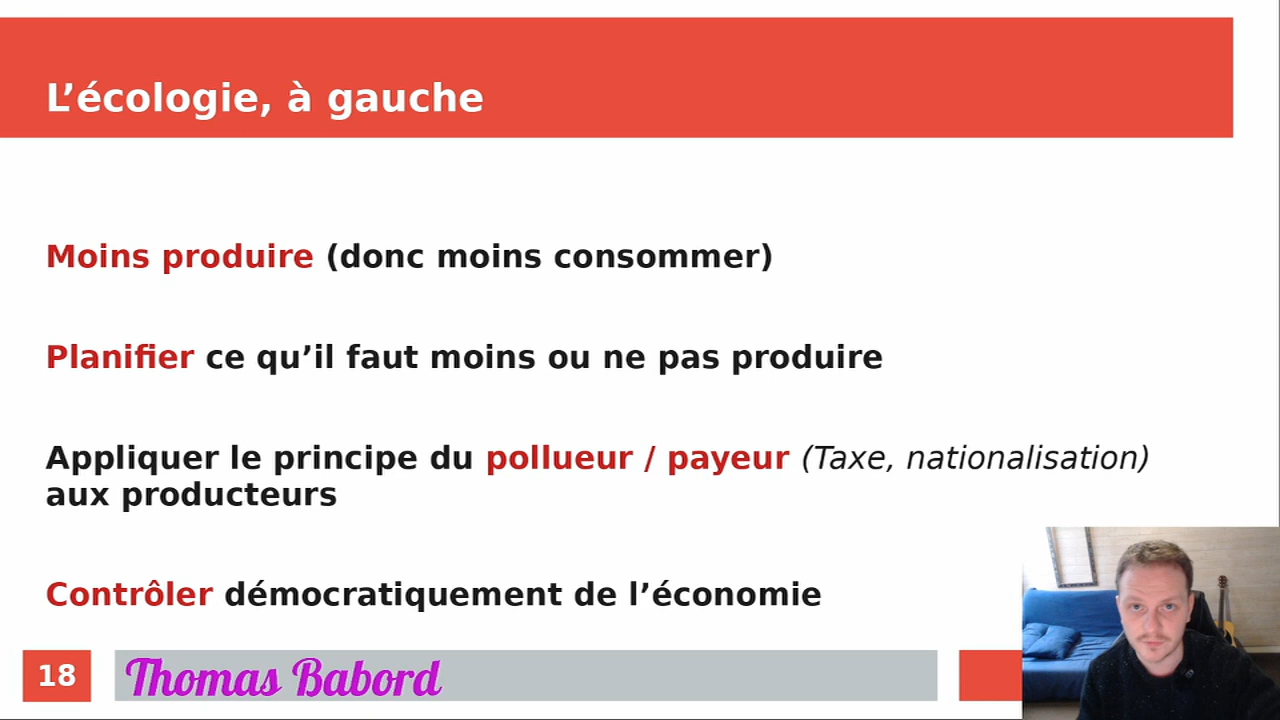 L’écologie, à gauche
Moins produire (donc moins consommer)
Planifier ce qu’il faut moins ou ne pas produire
Appliquer le principe du pollueur / payeur (Taxe, nationalisation)
aux producteurs
Contrôler démocratiquement de l’économie
18
Thomas Babord